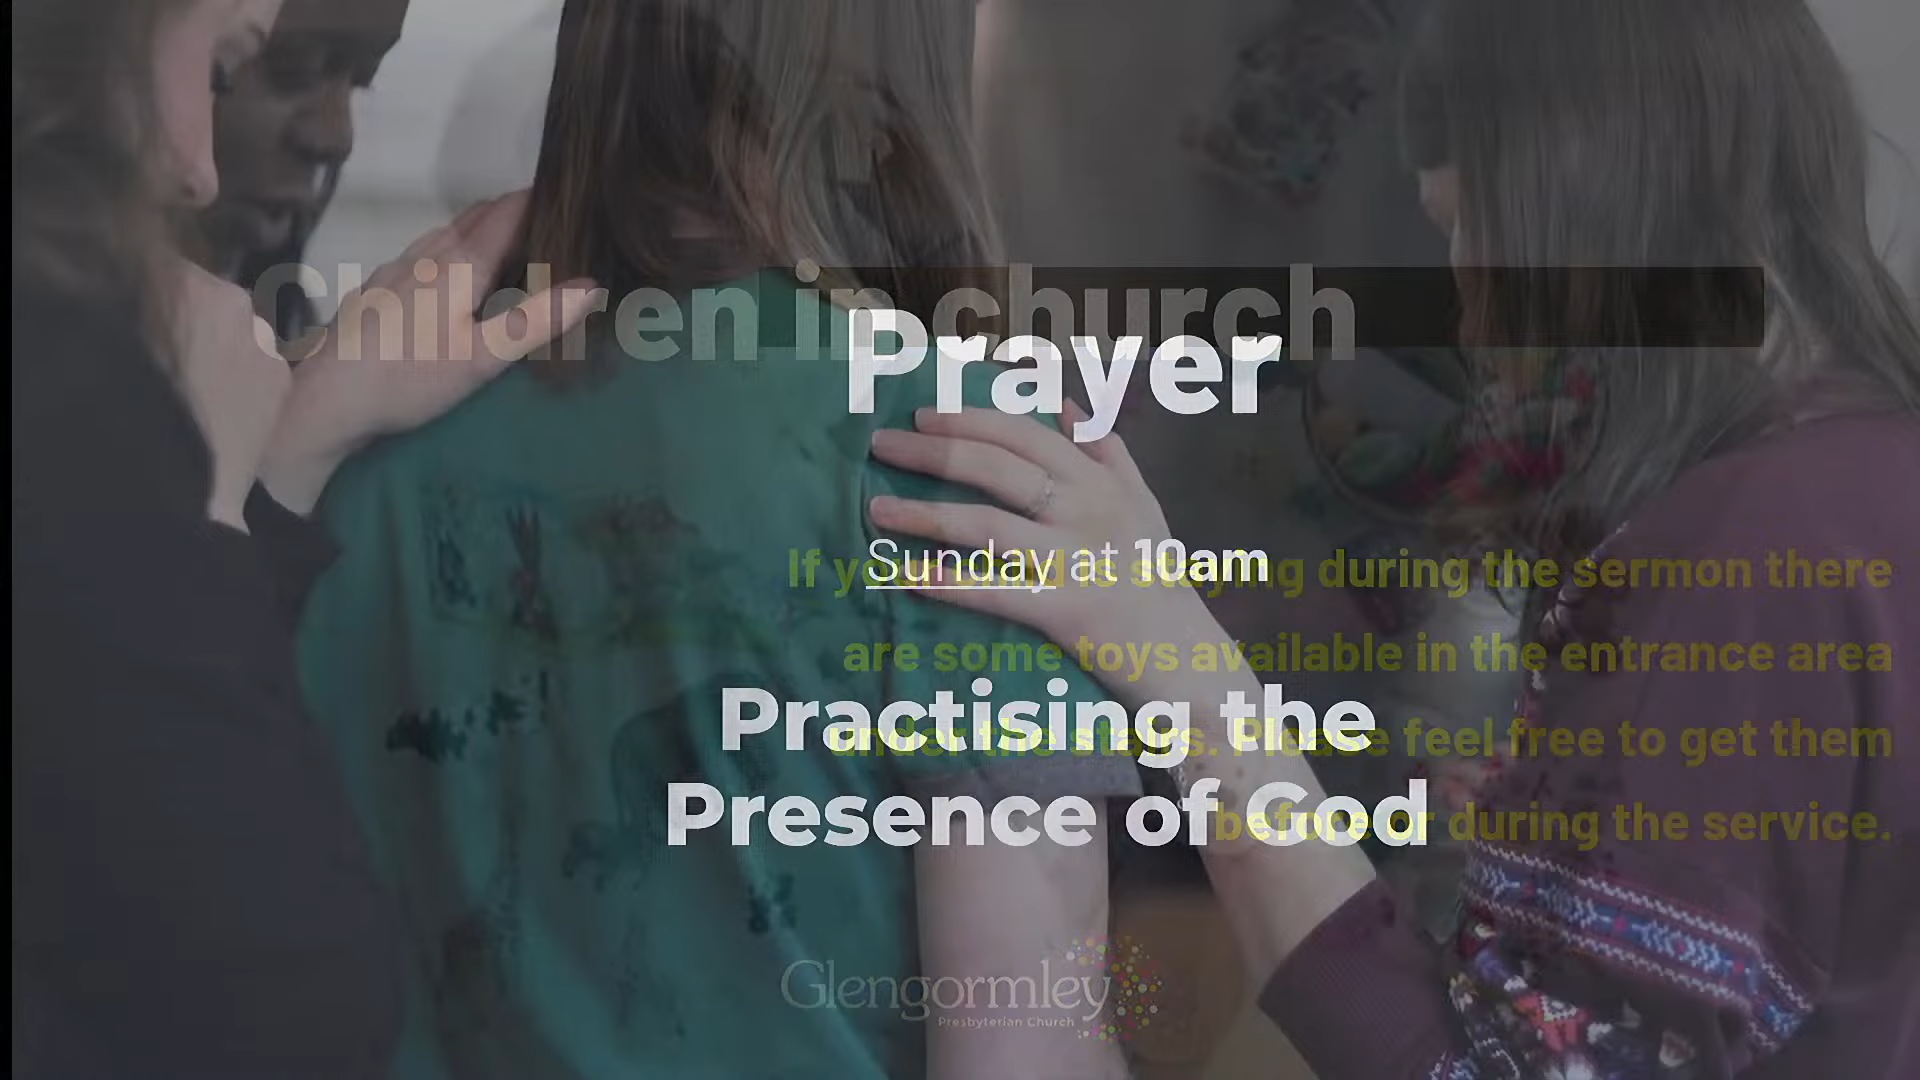 Children in church
Prayer
Sunday at 10am
If your child is staying during the sermon there
are some toys available in the entrance area
under the stairs. Please feel free to get them
before or during the service.
Practising the
Presence of God
Glengormley
Presbyterian Church